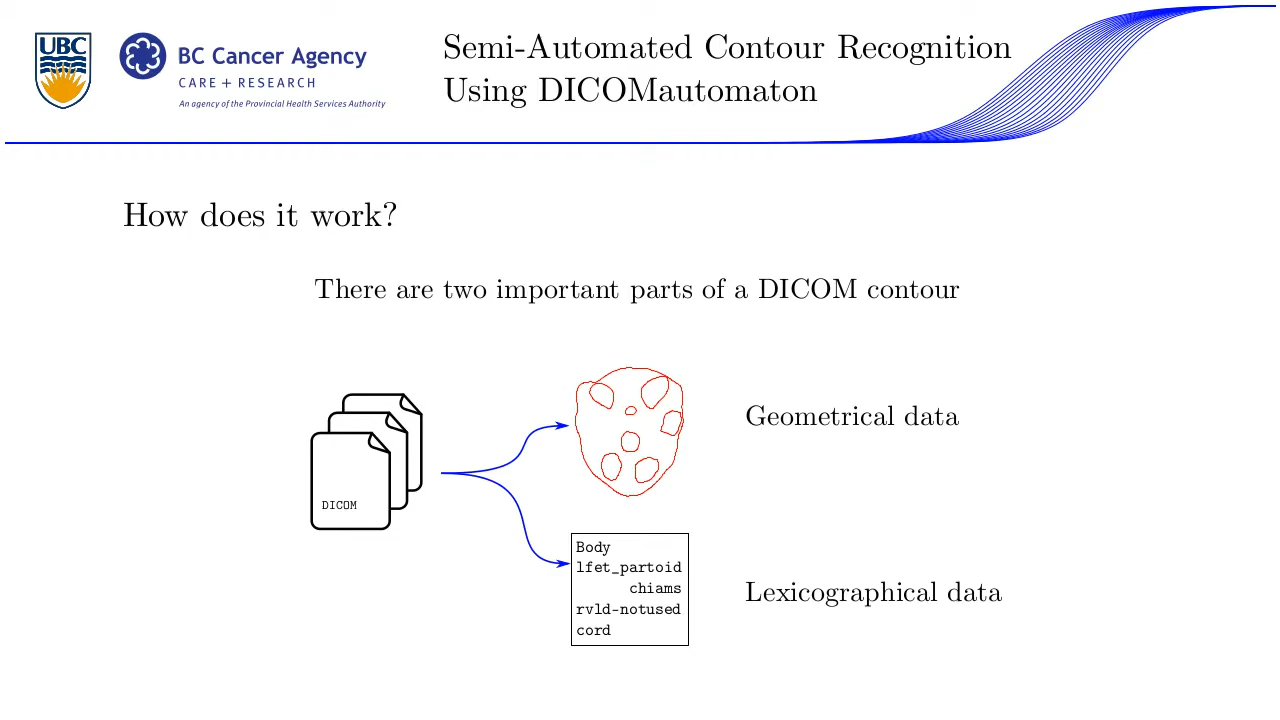 UBC
BC Cancer Agency
CARE + RESEARCH
An agency of the Provincial Health Services Authority
Semi-Automated Contour Recognition
Using DICOMautomaton
How does it work?
There are two important parts of a DICOM contour
DICOM
Geometrical data
Body
lfet_partoid
chiams
rvld-notused
cord
Lexicographical data